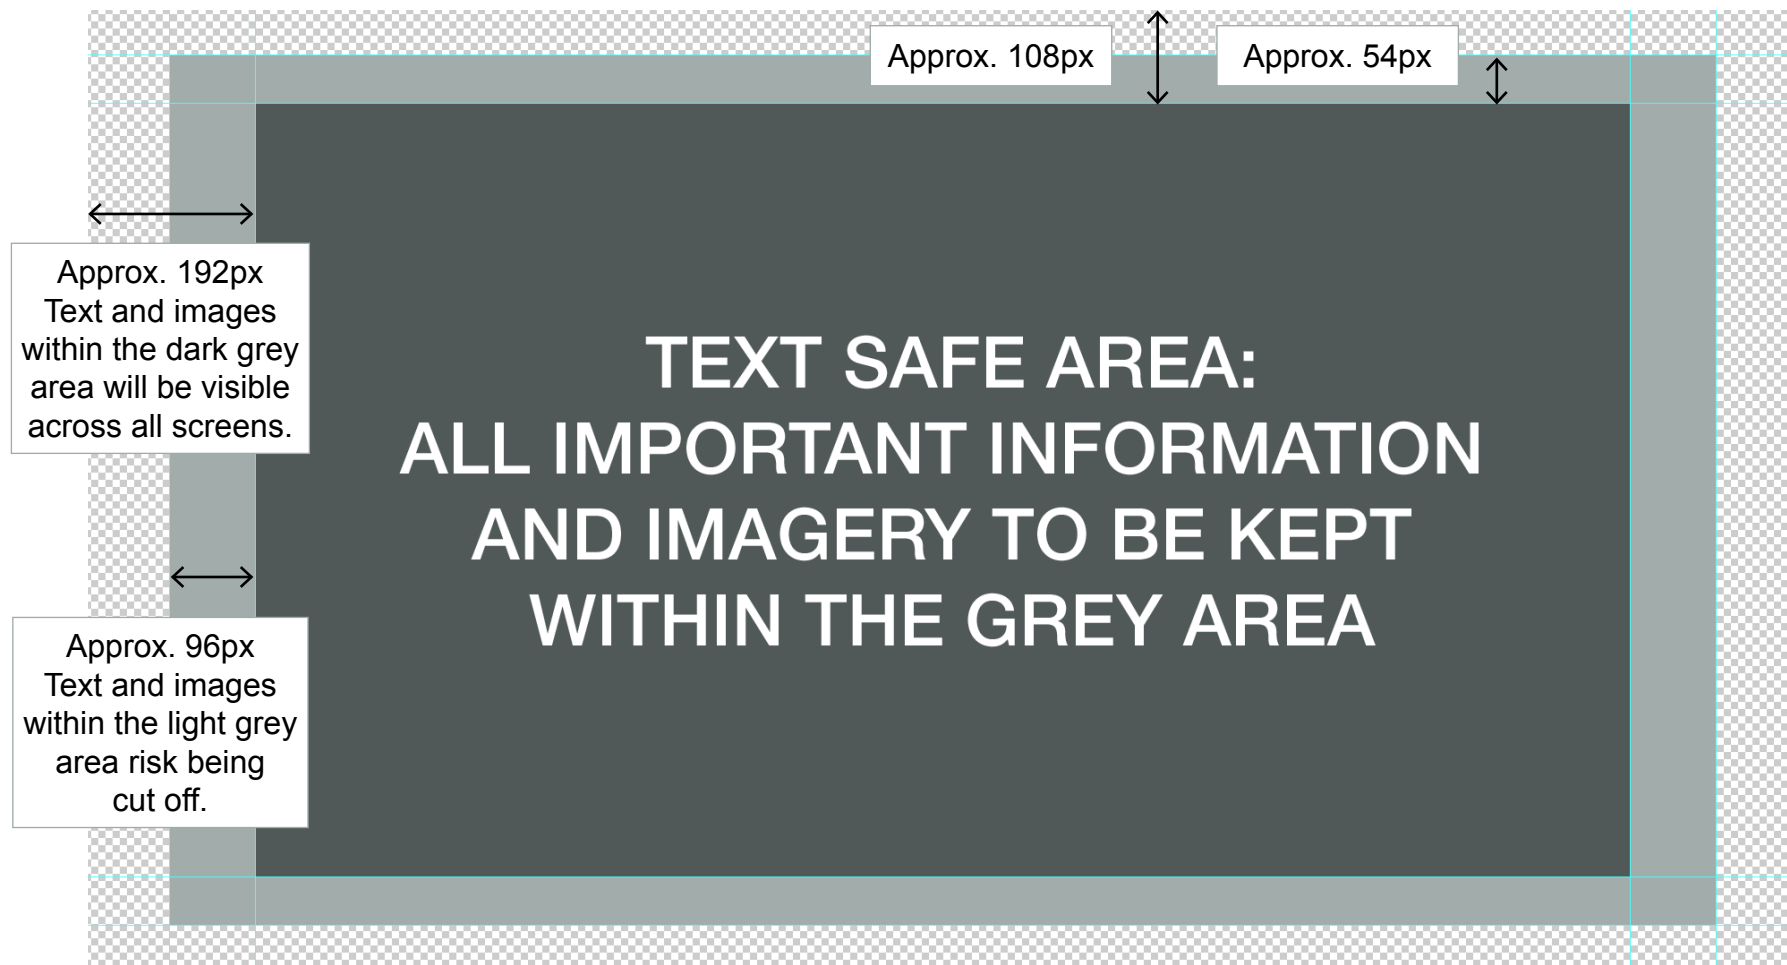 Approx. 108px
Approx. 54px
Approx. 192px
Text and images
within the dark grey
area will be visible
across all screens.
TEXT SAFE AREA:
ALL IMPORTANT INFORMATION
AND IMAGERY TO BE KEPT
WITHIN THE GREY AREA
Approx. 96px
Text and images
within the light grey
area risk being
cut off.